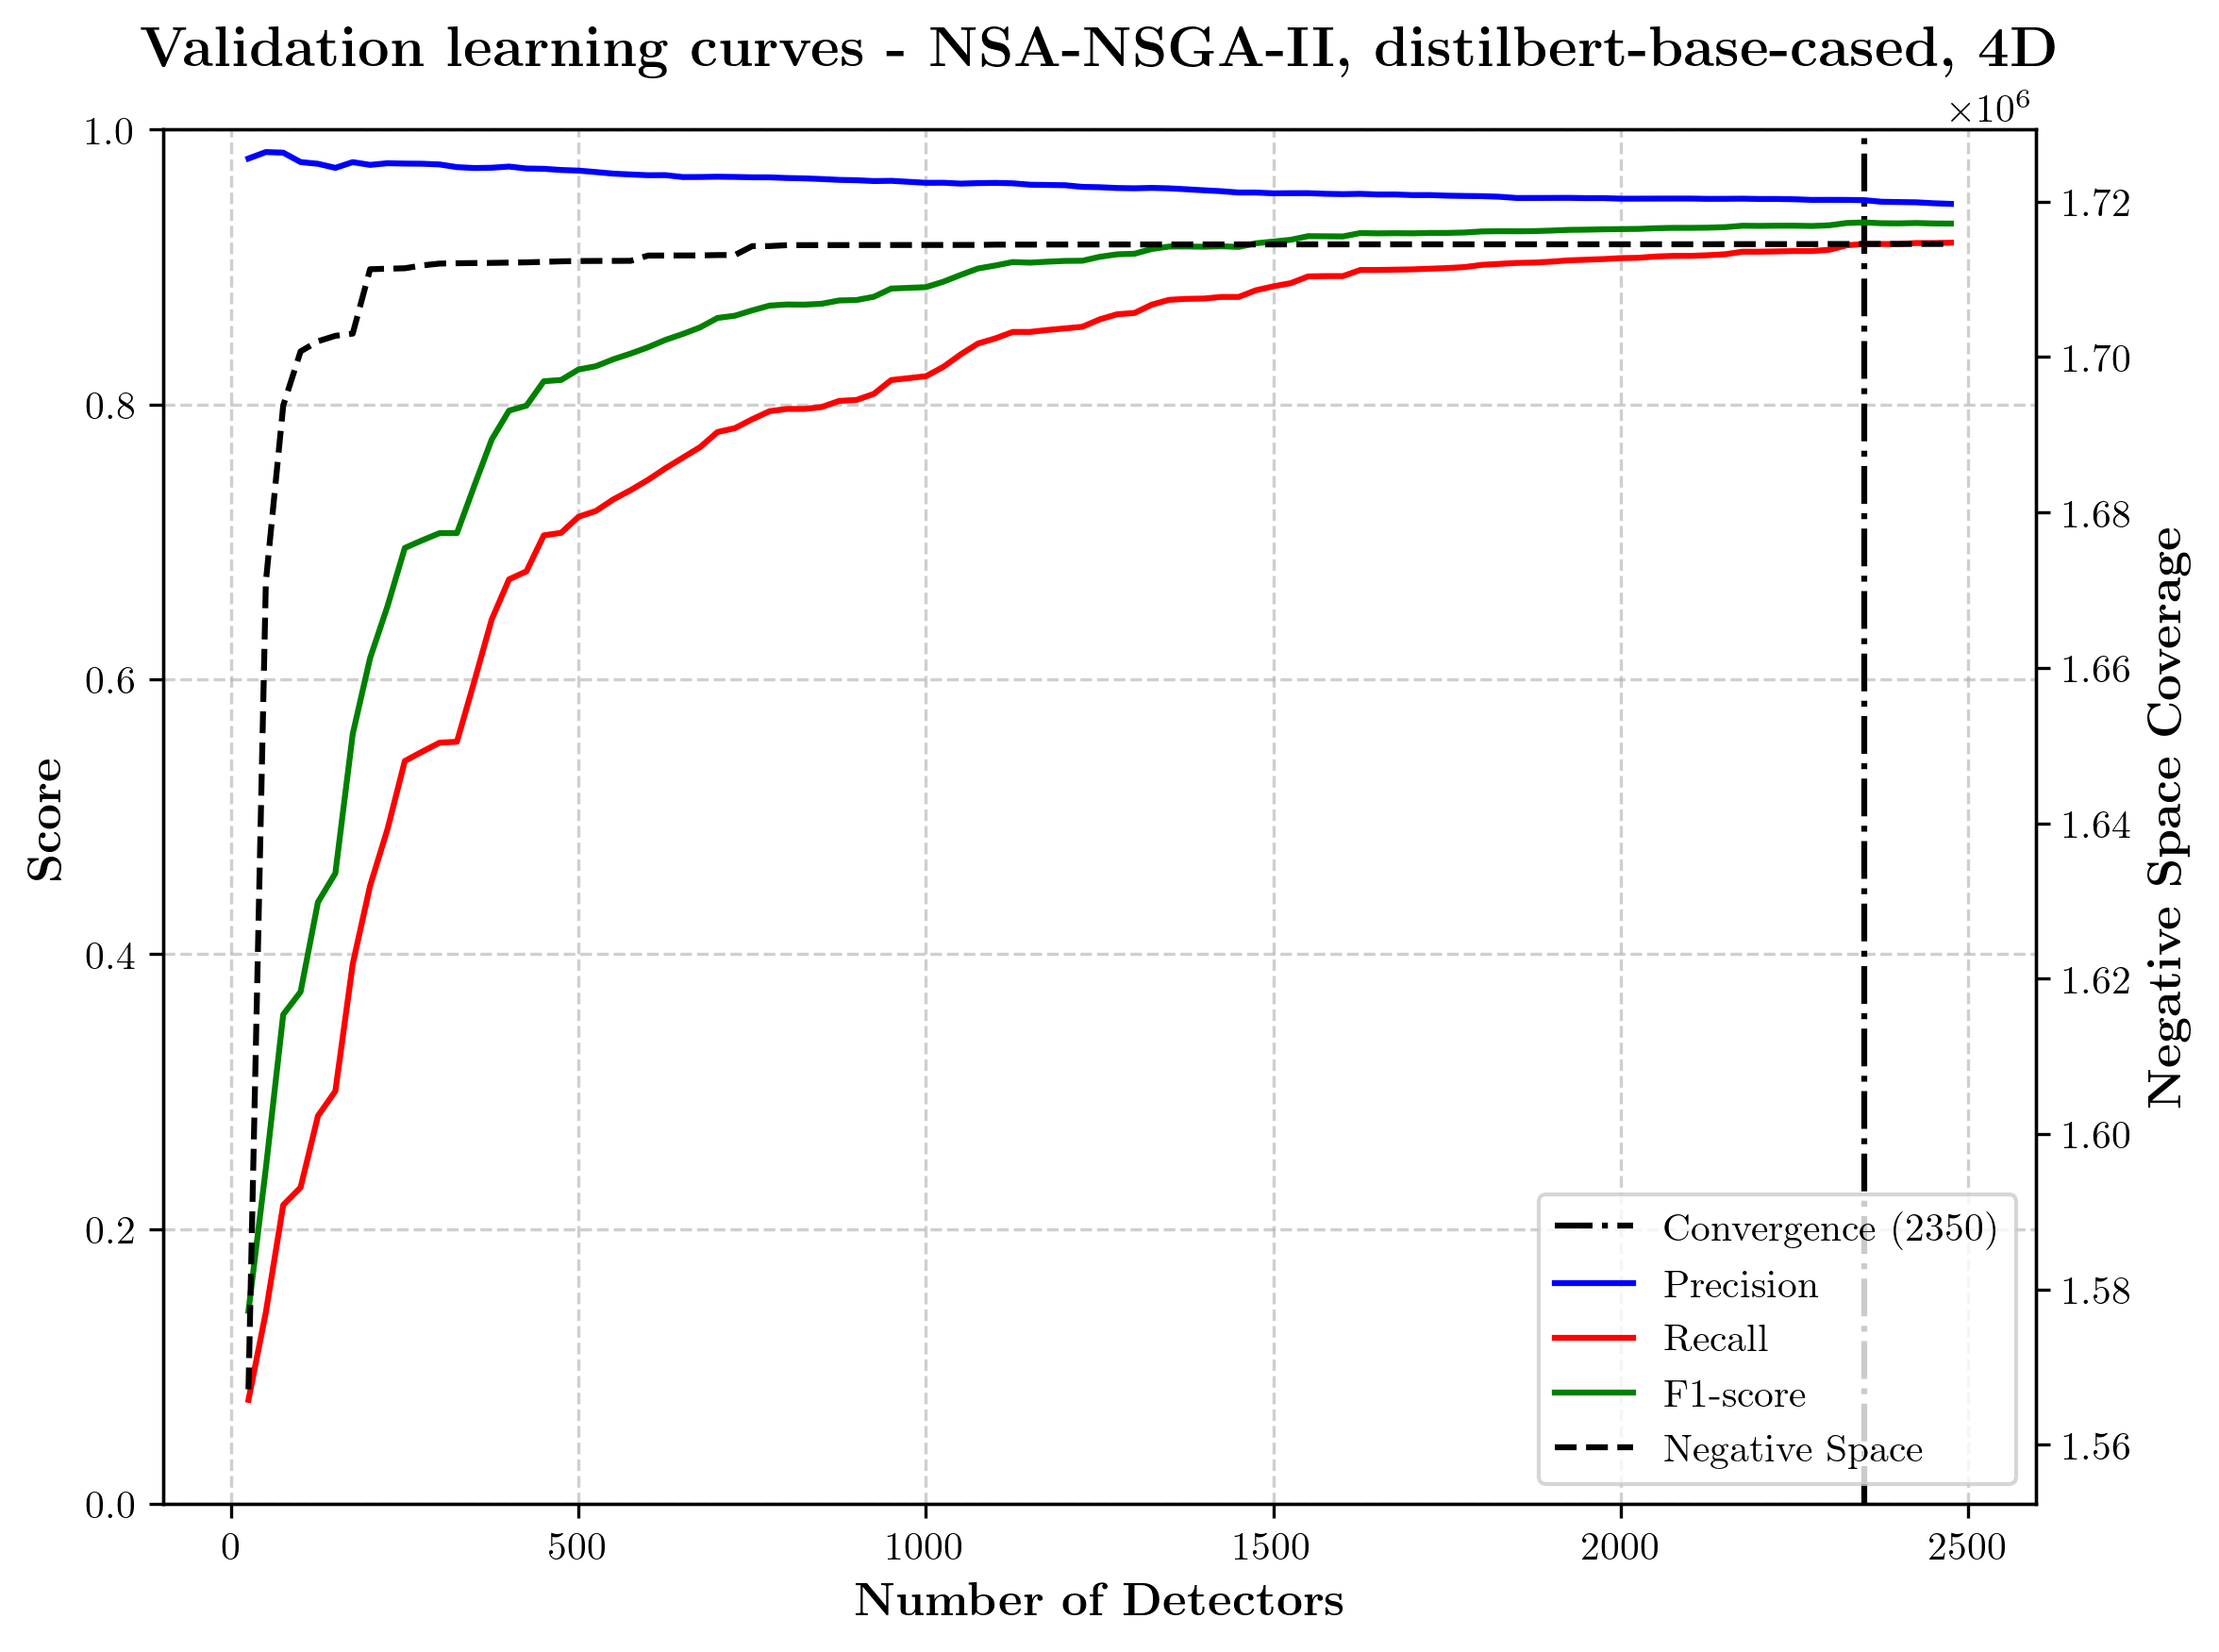 Validation learning curves - NSA-NSGA-II, distilbert-base-cased, 4D
×10⁶
1.0
0.8
0.6
0.4
0.2
0.0
Score
1.72
1.70
1.68
1.66
1.64
1.62
1.60
1.58
1.56
Negative Space Coverage
Convergence (2350)
Precision
Recall
F1-score
Negative Space
0 500 1000 1500 2000 2500
Number of Detectors